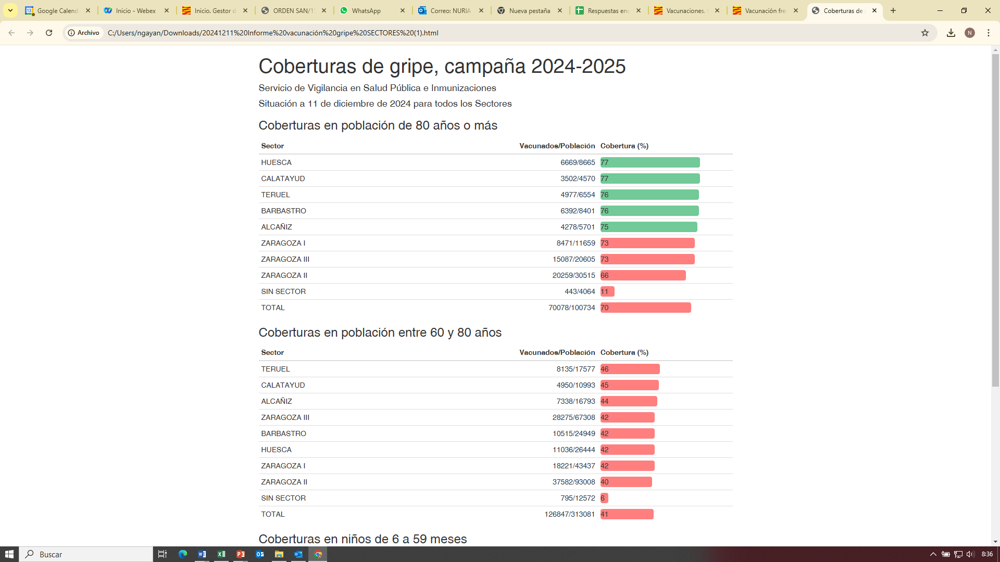 Google Calend
Inicio - Webex
Inicio. Gestor d
ORDEN SAN/1
WhatsApp
Correo: NURIA
Nueva pestaña
Respuestas enc
Vacunaciones.
Vacunación fre
Coberturas de
Archivo
C:/Users/ngayan/Downloads/20241211%20Informe%20vacunación%20gripe%20SECTORES%20(1).html
N
Coberturas de gripe, campaña 2024-2025
Servicio de Vigilancia en Salud Pública e Inmunizaciones
Situación a 11 de diciembre de 2024 para todos los Sectores
Coberturas en población de 80 años o más
Sector Vacunados/Población Cobertura (%)
HUESCA 6669/8665 77
CALATAYUD 3502/4570 77
TERUEL 4977/6554 76
BARBASTRO 6392/8401 76
ALCAÑIZ 4278/5701 75
ZARAGOZA I 8471/11659 73
ZARAGOZA III 15087/20605 73
ZARAGOZA II 20259/30515 66
SIN SECTOR 443/4064 11
TOTAL 70078/100734 70
Coberturas en población entre 60 y 80 años
Sector Vacunados/Población Cobertura (%)
TERUEL 8135/17577 46
CALATAYUD 4950/10993 45
ALCAÑIZ 7338/16793 44
ZARAGOZA III 28275/67308 42
BARBASTRO 10515/24949 42
HUESCA 11036/26444 42
ZARAGOZA I 18221/43437 42
ZARAGOZA II 37582/93008 40
SIN SECTOR 795/12572 6
TOTAL 126847/313081 41
Coberturas en niños de 6 a 59 meses
Buscar
8:36